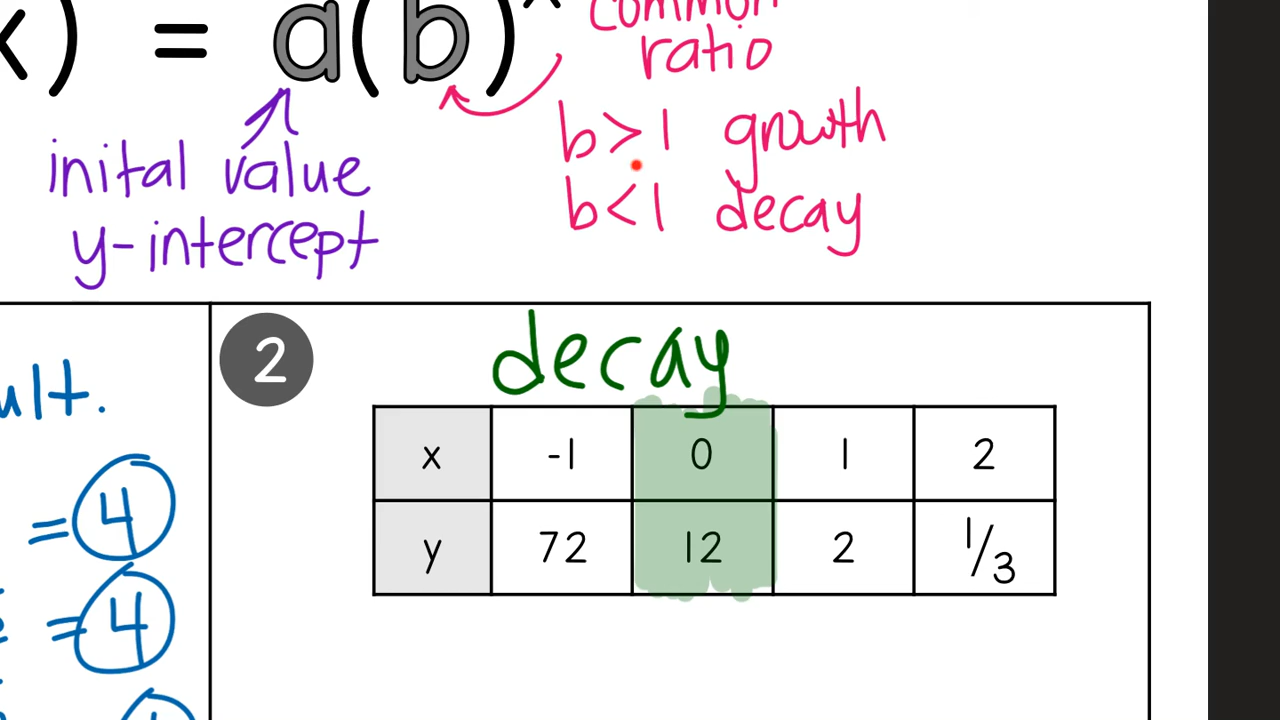 x) = a(b)^x common
ratio
b>1 growth
inital value
b<1 decay
y-intercept
2 decay
ult.
x -1 0 1 2
=4
y 72 12 2 1/3
=4